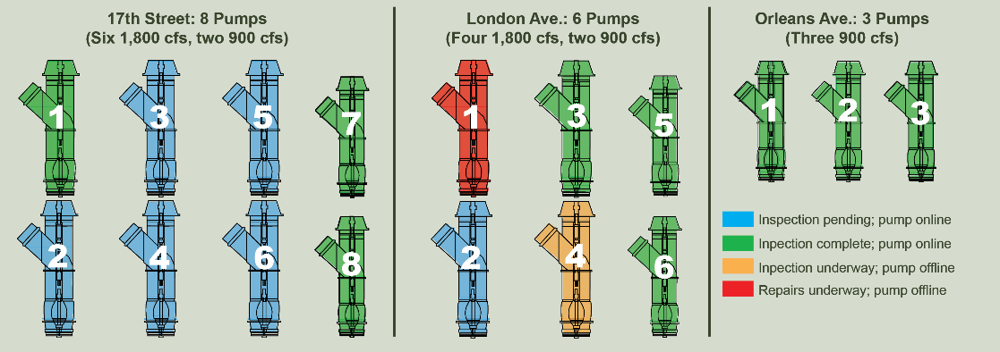 17th Street: 8 Pumps
(Six 1,800 cfs, two 900 cfs)
London Ave.: 6 Pumps
(Four 1,800 cfs, two 900 cfs)
Orleans Ave.: 3 Pumps
(Three 900 cfs)
1
3
5
7
2
4
6
8
1
3
5
2
4
6
1
2
3
Inspection pending; pump online
Inpection complete; pump online
Inspection underway; pump offline
Repairs underway; pump offline